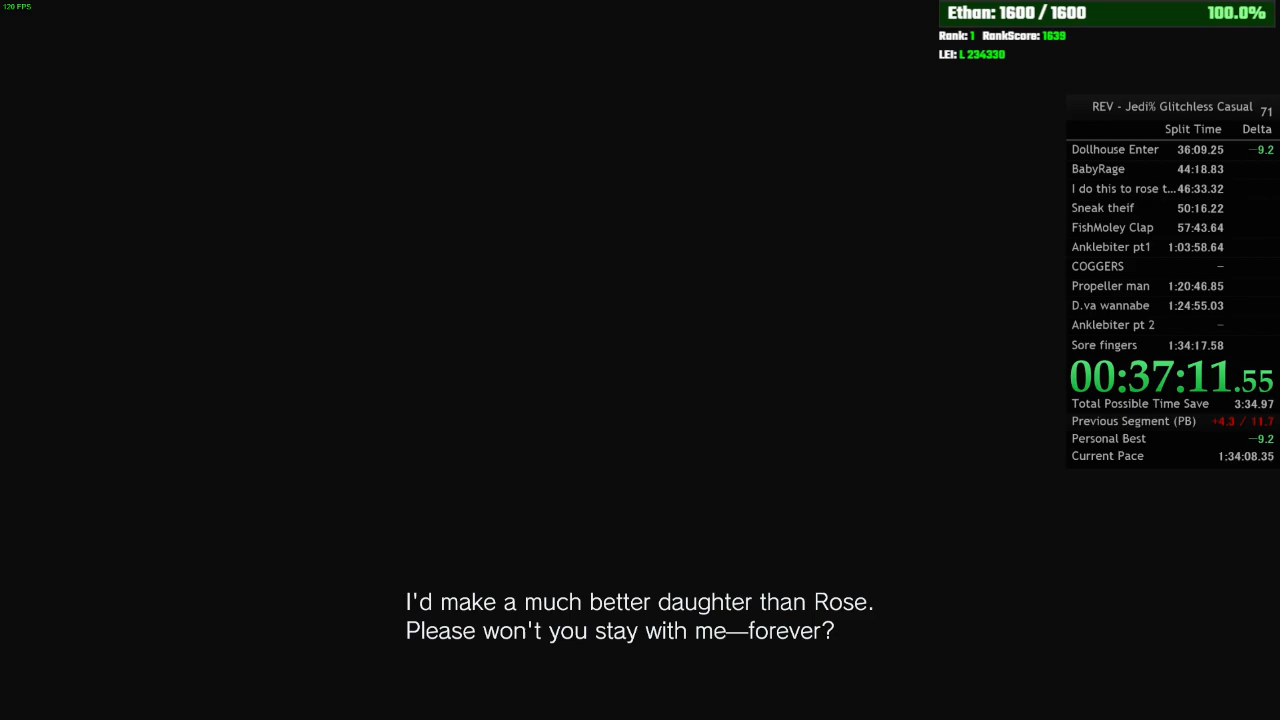 120 FPS
Ethan: 1600 / 1600 100.0%
Rank: 1 RankScore: 1639
LEI: L 234330
REV - Jedi% Glitchless Casual 71
Split Time Delta
Dollhouse Enter 36:09.25 −9.2
BabyRage 44:18.83
I do this to rose t... 46:33.32
Sneak theif 50:16.22
FishMoley Clap 57:43.64
Anklebiter pt1 1:03:58.64
COGGERS –
Propeller man 1:20:46.85
D.va wannabe 1:24:55.03
Anklebiter pt 2 –
Sore fingers 1:34:17.58
00:37:11.55
Total Possible Time Save 3:34.97
Previous Segment (PB) +4.3 / 11.7
Personal Best −9.2
Current Pace 1:34:08.35
I'd make a much better daughter than Rose.
Please won't you stay with me—forever?